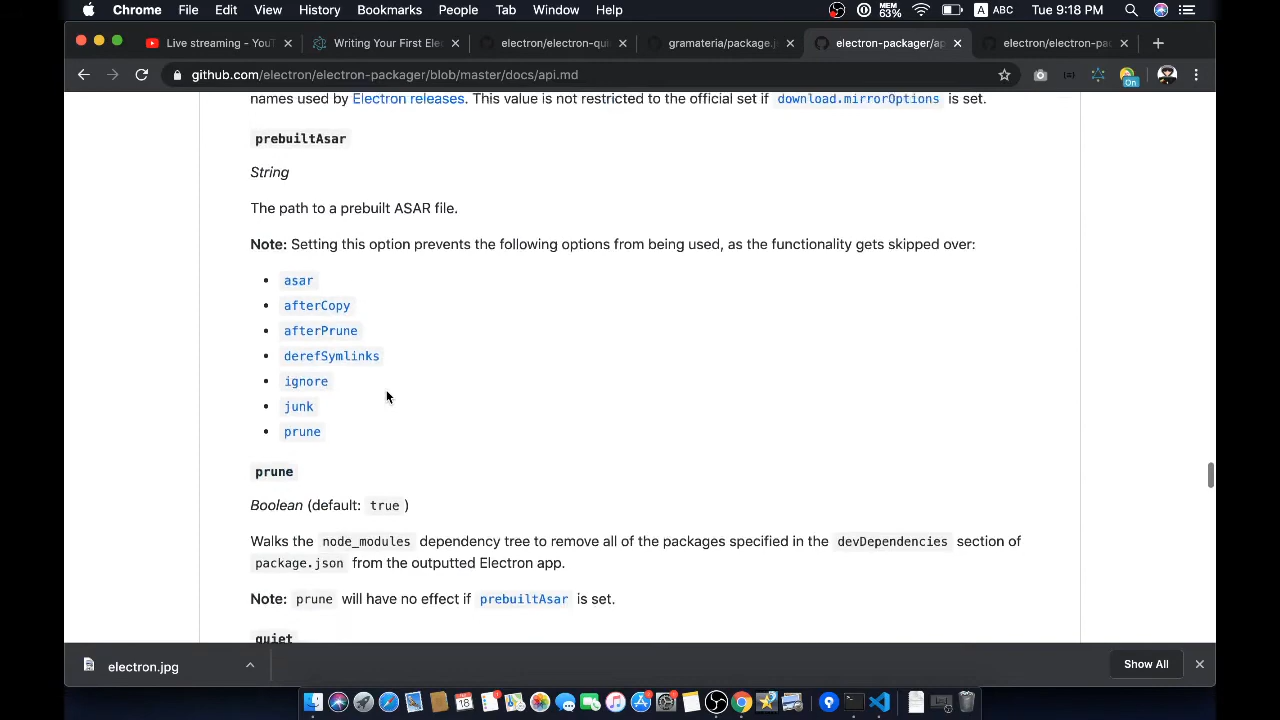 Chrome File Edit View History Bookmarks People Tab Window Help MEM 63% A ABC Tue 9:18 PM
Live streaming - YouT Writing Your First Ele electron/electron-qui gramateria/package.j electron-packager/ap electron/electron-pac
github.com/electron/electron-packager/blob/master/docs/api.md On
names used by Electron releases. This value is not restricted to the official set if download.mirrorOptions is set.
prebuiltAsar
String
The path to a prebuilt ASAR file.
Note: Setting this option prevents the following options from being used, as the functionality gets skipped over:
• asar
• afterCopy
• afterPrune
• derefSymlinks
• ignore
• junk
• prune
prune
Boolean (default: true )
Walks the node_modules dependency tree to remove all of the packages specified in the devDependencies section of
package.json from the outputted Electron app.
Note: prune will have no effect if prebuiltAsar is set.
quiet
electron.jpg Show All